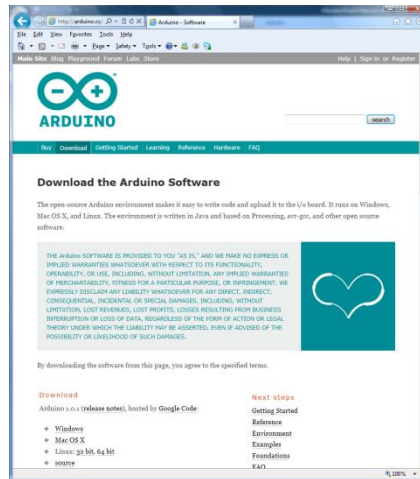 http://arduino.cc/
Arduino - Software
File Edit View Favorites Tools Help
Page Safety Tools
Main Site Blog Playground Forum Labs Store
Help | Sign in or Register
ARDUINO
search
Buy Download Getting Started Learning Reference Hardware FAQ
Download the Arduino Software
The open-source Arduino environment makes it easy to write code and upload it to the i/o board. It runs on Windows,
Mac OS X, and Linux. The environment is written in Java and based on Processing, avr-gcc, and other open source
software.
THE Arduino SOFTWARE IS PROVIDED TO YOU "AS IS," AND WE MAKE NO EXPRESS OR
IMPLIED WARRANTIES WHATSOEVER WITH RESPECT TO ITS FUNCTIONALITY,
OPERABILITY, OR USE, INCLUDING, WITHOUT LIMITATION, ANY IMPLIED WARRANTIES
OF MERCHANTABILITY, FITNESS FOR A PARTICULAR PURPOSE, OR INFRINGEMENT. WE
EXPRESSLY DISCLAIM ANY LIABILITY WHATSOEVER FOR ANY DIRECT, INDIRECT,
CONSEQUENTIAL, INCIDENTAL OR SPECIAL DAMAGES, INCLUDING, WITHOUT
LIMITATION, LOST REVENUES, LOST PROFITS, LOSSES RESULTING FROM BUSINESS
INTERRUPTION OR LOSS OF DATA, REGARDLESS OF THE FORM OF ACTION OR LEGAL
THEORY UNDER WHICH THE LIABILITY MAY BE ASSERTED, EVEN IF ADVISED OF THE
POSSIBILITY OR LIKELIHOOD OF SUCH DAMAGES.
By downloading the software from this page, you agree to the specified terms.
Download
Arduino 1.0.1 (release notes), hosted by Google Code:
Windows
Mac OS X
Linux: 32 bit, 64 bit
source
Next steps
Getting Started
Reference
Environment
Examples
Foundations
FAQ
100%